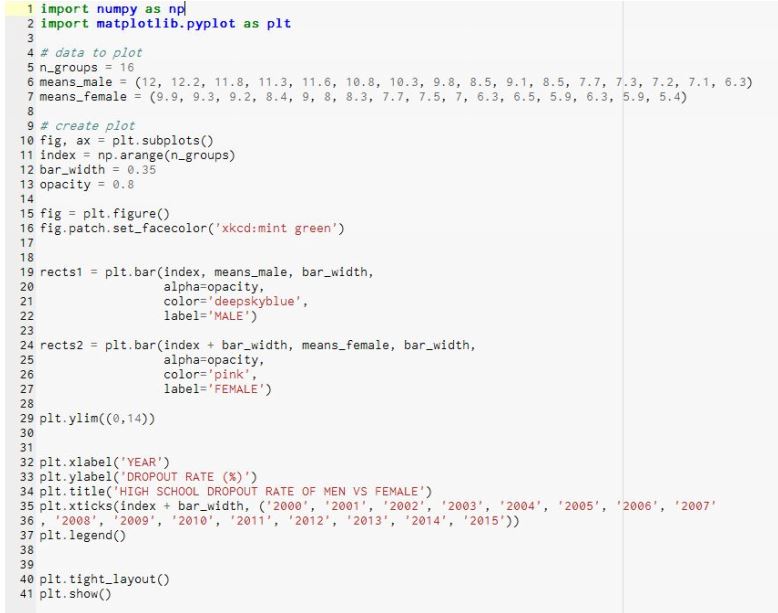 1 import numpy as np
2 import matplotlib.pyplot as plt
3
4 # data to plot
5 n_groups = 16
6 means_male = (12, 12.2, 11.8, 11.3, 11.6, 10.8, 10.3, 9.8, 8.5, 9.1, 8.5, 7.7, 7.3, 7.2, 7.1, 6.3)
7 means_female = (9.9, 9.3, 9.2, 8.4, 9, 8, 8.3, 7.7, 7.5, 7, 6.3, 6.5, 5.9, 6.3, 5.9, 5.4)
8
9 # create plot
10 fig, ax = plt.subplots()
11 index = np.arange(n_groups)
12 bar_width = 0.35
13 opacity = 0.8
14
15 fig = plt.figure()
16 fig.patch.set_facecolor('xkcd:mint green')
17
18
19 rects1 = plt.bar(index, means_male, bar_width,
20                  alpha=opacity,
21                  color='deepskyblue',
22                  label='MALE')
23
24 rects2 = plt.bar(index + bar_width, means_female, bar_width,
25                  alpha=opacity,
26                  color='pink',
27                  label='FEMALE')
28
29 plt.ylim((0,14))
30
31
32 plt.xlabel('YEAR')
33 plt.ylabel('DROPOUT RATE (%)')
34 plt.title('HIGH SCHOOL DROPOUT RATE OF MEN VS FEMALE')
35 plt.xticks(index + bar_width, ('2000', '2001', '2002', '2003', '2004', '2005', '2006', '2007'
36 , '2008', '2009', '2010', '2011', '2012', '2013', '2014', '2015'))
37 plt.legend()
38
39
40 plt.tight_layout()
41 plt.show()